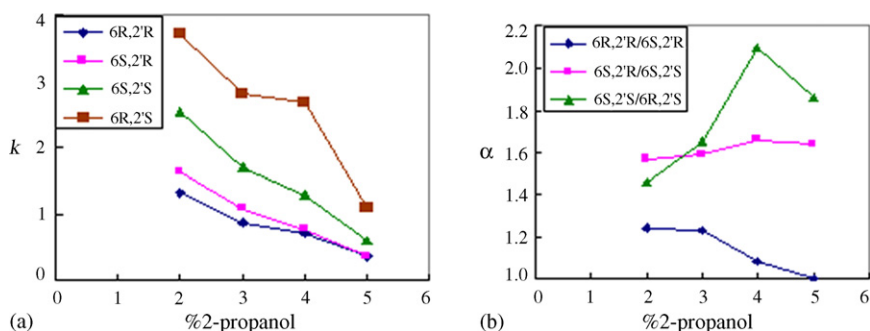 4
3
2
1
0
k
6R,2'R
6S,2'R
6S,2'S
6R,2'S
0 1 2 3 4 5 6
%2-propanol
(a)
2.2
2.0
1.8
1.6
1.4
1.2
1.0
α
6R,2'R/6S,2'R
6S,2'R/6S,2'S
6S,2'S/6R,2'S
0 1 2 3 4 5 6
%2-propanol
(b)